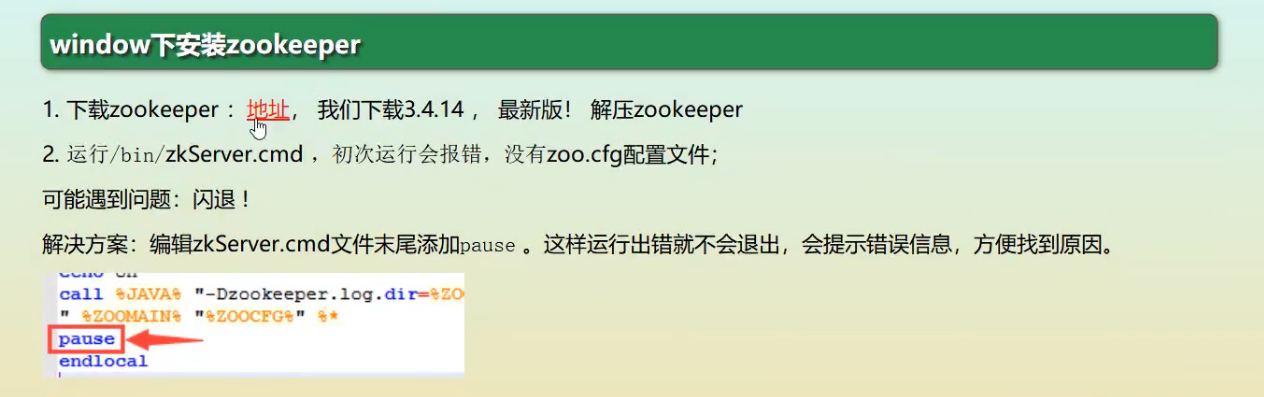 window下安装zookeeper
1. 下载zookeeper ：地址， 我们下载3.4.14 ， 最新版！ 解压zookeeper
2. 运行/bin/zkServer.cmd ，初次运行会报错，没有zoo.cfg配置文件；
可能遇到问题：闪退 ！
解决方案：编辑zkServer.cmd文件末尾添加pause 。这样运行出错就不会退出，会提示错误信息，方便找到原因。
echo on
call %JAVA% "-Dzookeeper.log.dir=%ZOO
" %ZOOMAIN% "%ZOOCFG%" %*
pause
endlocal